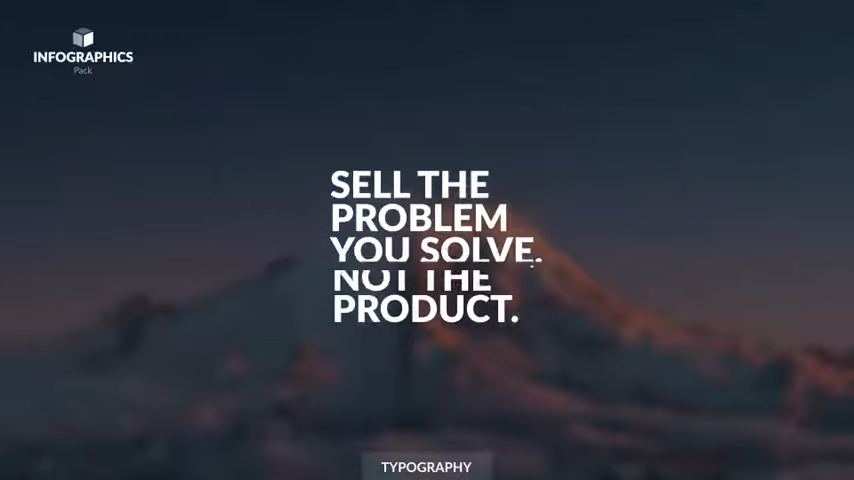 INFOGRAPHICS
Pack
SELL THE
PROBLEM
YOU SOLVE.
NOT THE
PRODUCT.
TYPOGRAPHY